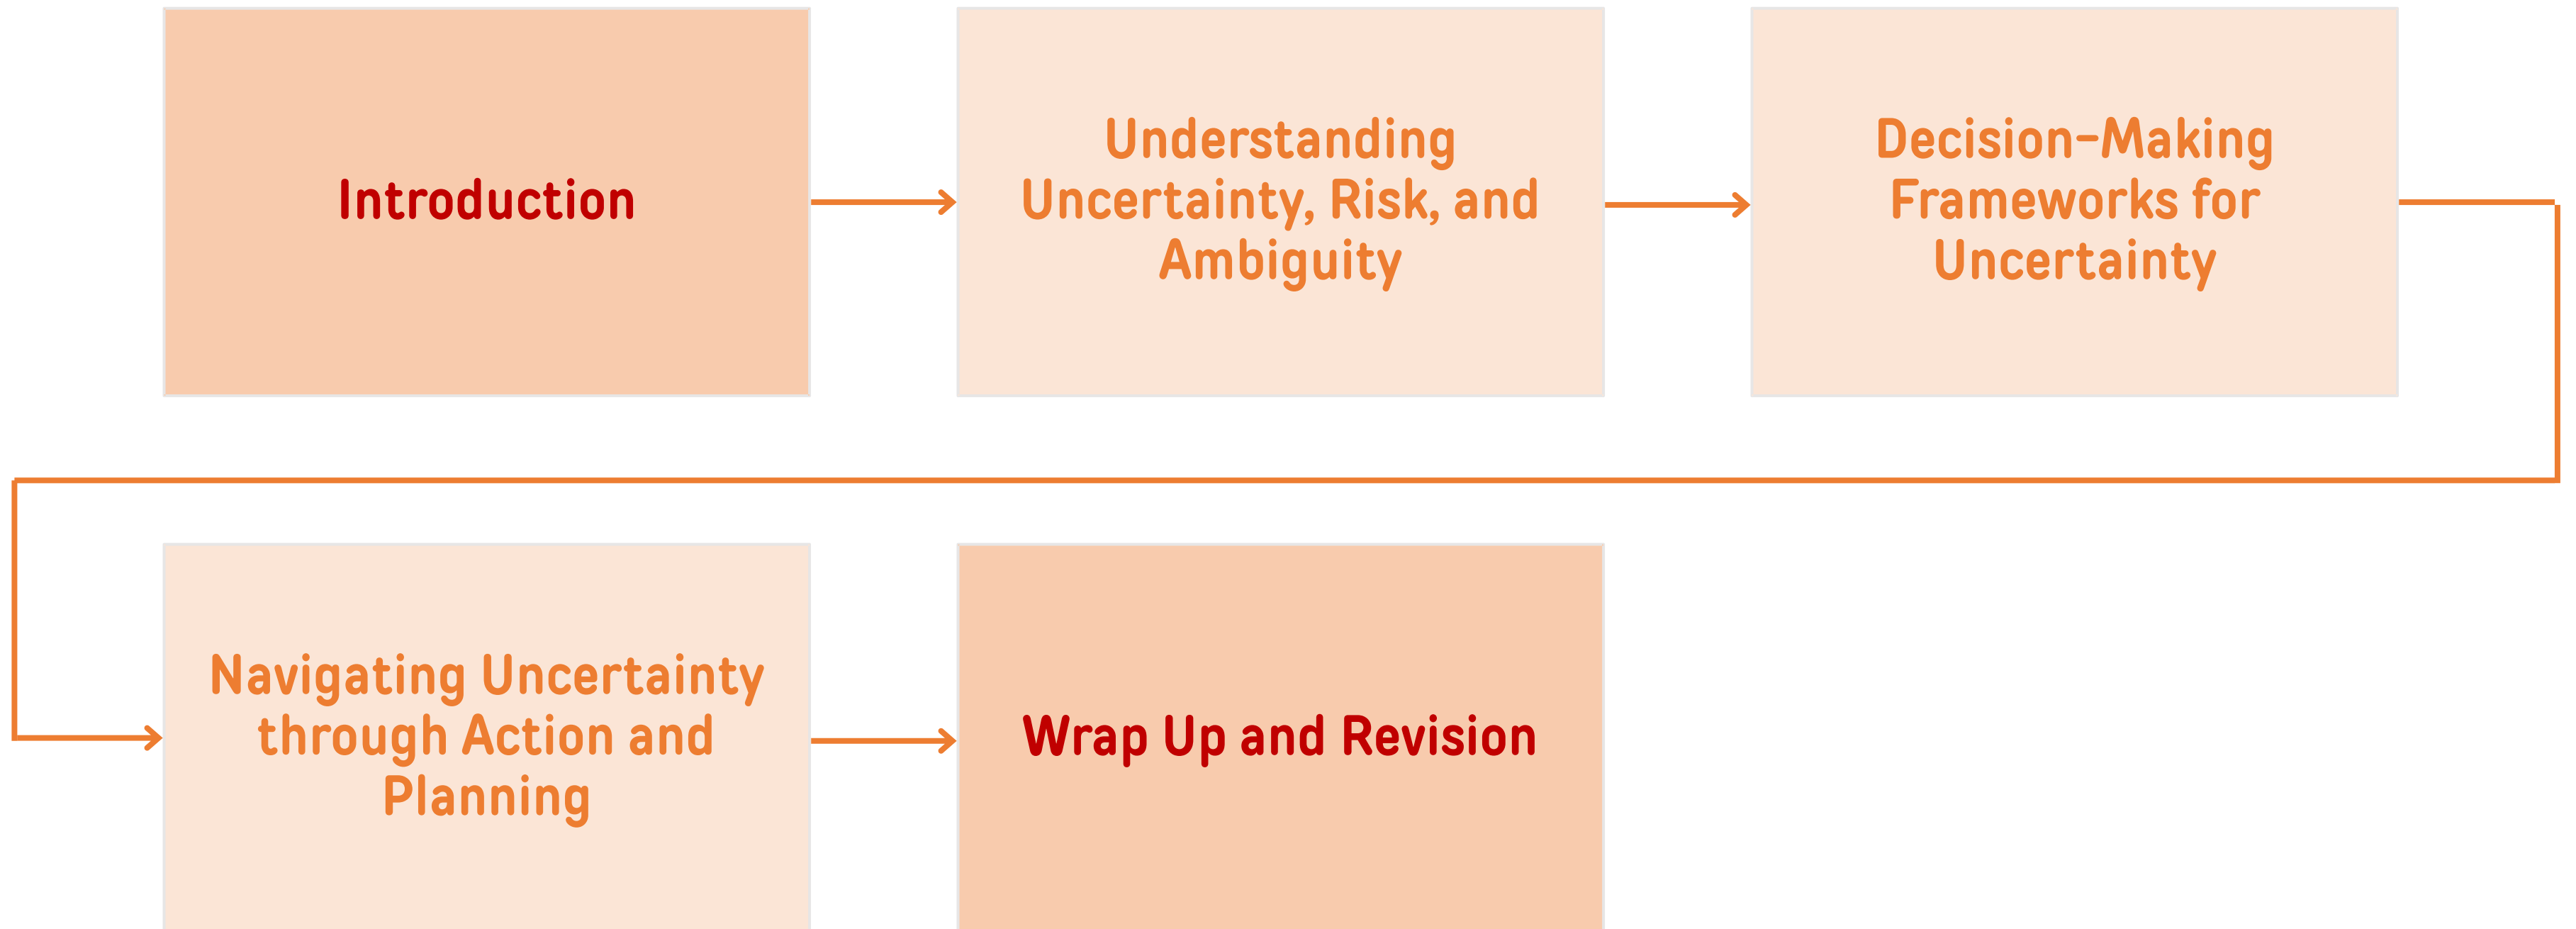 Introduction
Understanding
Uncertainty, Risk, and
Ambiguity
Decision-Making
Frameworks for
Uncertainty
Navigating Uncertainty
through Action and
Planning
Wrap Up and Revision